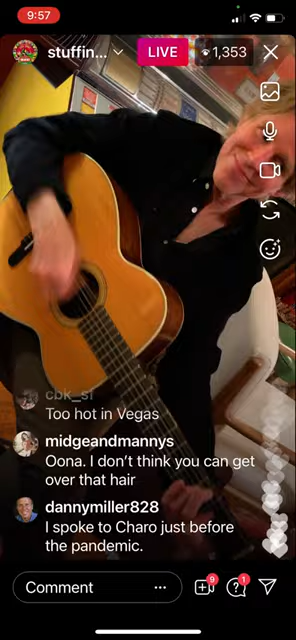 9:57
stuffin...
LIVE
1,353
cbk_sf
Too hot in Vegas
midgeandmannys
Oona. I don't think you can get
over that hair
dannymiller828
I spoke to Charo just before
the pandemic.
Comment
9
1